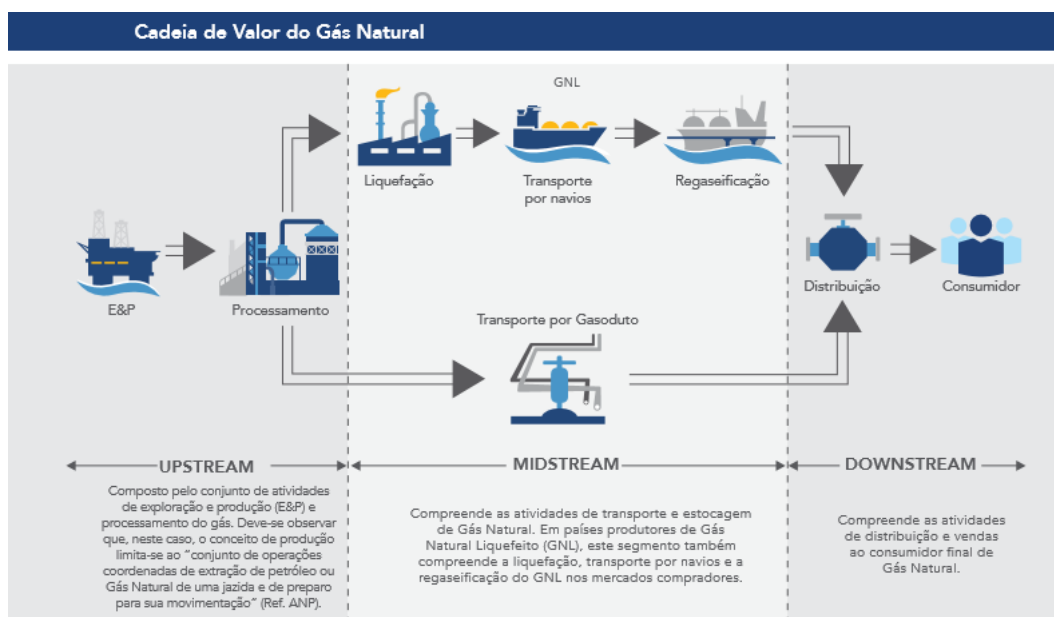 Cadeia de Valor do Gás Natural
GNL
Liquefação
Transporte
por navios
Regaseificação
E&P
Processamento
Distribuição
Consumidor
Transporte por Gasoduto
UPSTREAM
Composto pelo conjunto de atividades
de exploração e produção (E&P) e
processamento do gás. Deve-se observar
que, neste caso, o conceito de produção
limita-se ao “conjunto de operações
coordenadas de extração de petróleo ou
Gás Natural de uma jazida e de preparo
para sua movimentação” (Ref. ANP).
MIDSTREAM
Compreende as atividades de transporte e estocagem
de Gás Natural. Em países produtores de Gás
Natural Liquefeito (GNL), este segmento também
compreende a liquefação, transporte por navios e a
regaseificação do GNL nos mercados compradores.
DOWNSTREAM
Compreende as atividades
de distribuição e vendas
ao consumidor final de
Gás Natural.